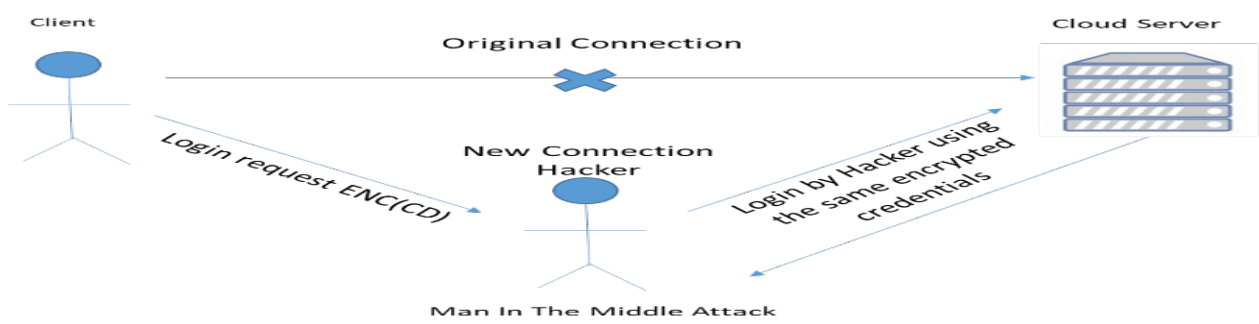 Client
Cloud Server
Original Connection
Login request ENC(CD)
New Connection
Hacker
Login by Hacker using
the same encrypted
credentials
Man In The Middle Attack